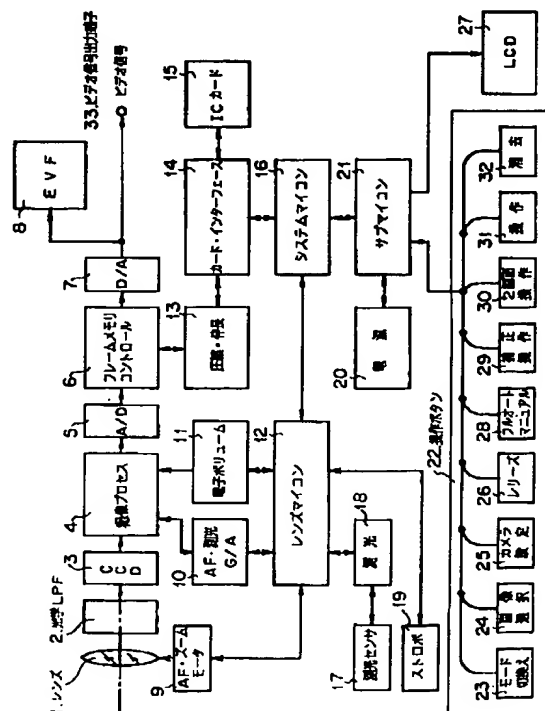 33.ビデオ信号出力端子
ビデオ信号
8
EVF
7
D/A
6
フレームメモリ
コントロール
5
A/D
4
撮像プロセス
3
CCD
2.光学LPF
1.レンズ
15
ICカード
14
カード・インターフェース
13
圧縮・伸長
11
電子ボリューム
10
AF・測光
G/A
9
AF・ズーム
モータ
16
システムマイコン
12
レンズマイコン
18
測光
17
測光センサ
19
ストロボ
21
サブマイコン
20
電源
27
LCD
22.操作ボタン
32
消去
31
操作
30
2画面
操作
29
補正
操作
28
フルオート
マニュアル
26
レリーズ
25
カメラ
設定
24
画像
選択
23
モード
切換え